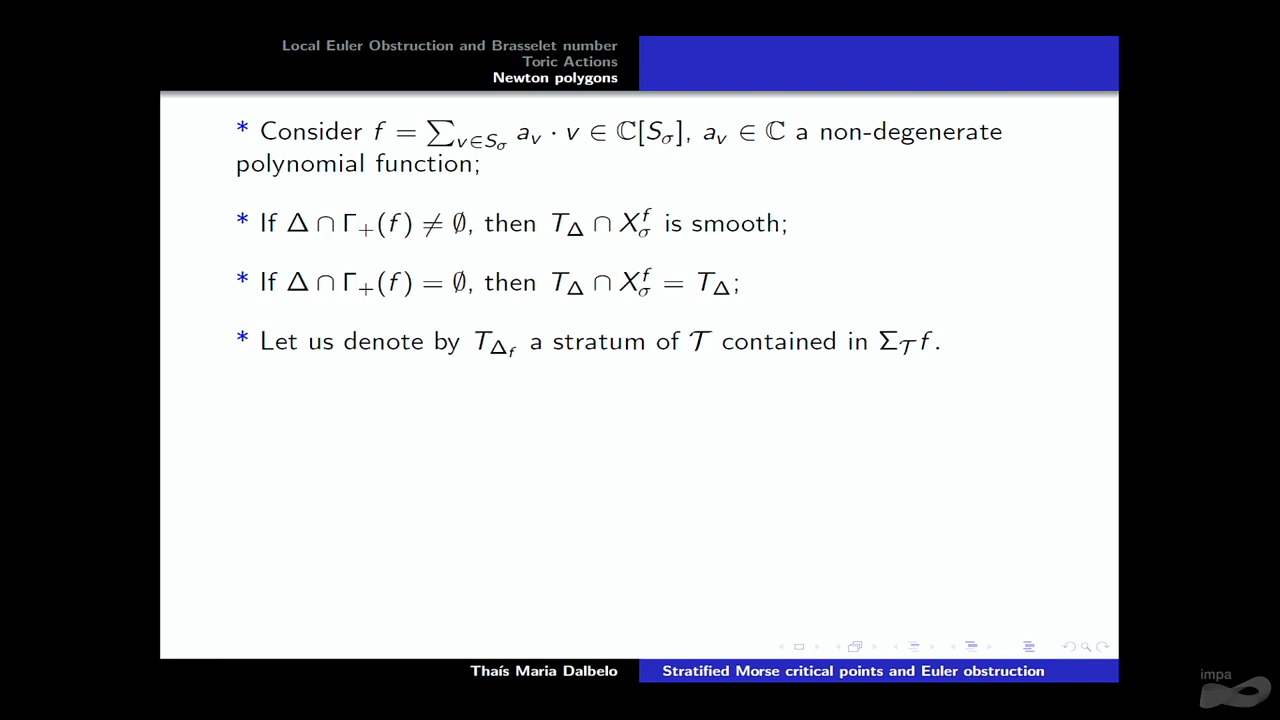 Local Euler Obstruction and Brasselet number
Toric Actions
Newton polygons
* Consider f = ∑_{v∈S_σ} a_v · v ∈ ℂ[S_σ], a_v ∈ ℂ a non-degenerate
polynomial function;
* If Δ ∩ Γ_+(f) ≠ ∅, then T_Δ ∩ X_σ^f is smooth;
* If Δ ∩ Γ_+(f) = ∅, then T_Δ ∩ X_σ^f = T_Δ;
* Let us denote by T_{Δ_f} a stratum of 𝒯 contained in Σ_𝒯 f.
Thaís Maria Dalbelo
Stratified Morse critical points and Euler obstruction
impa